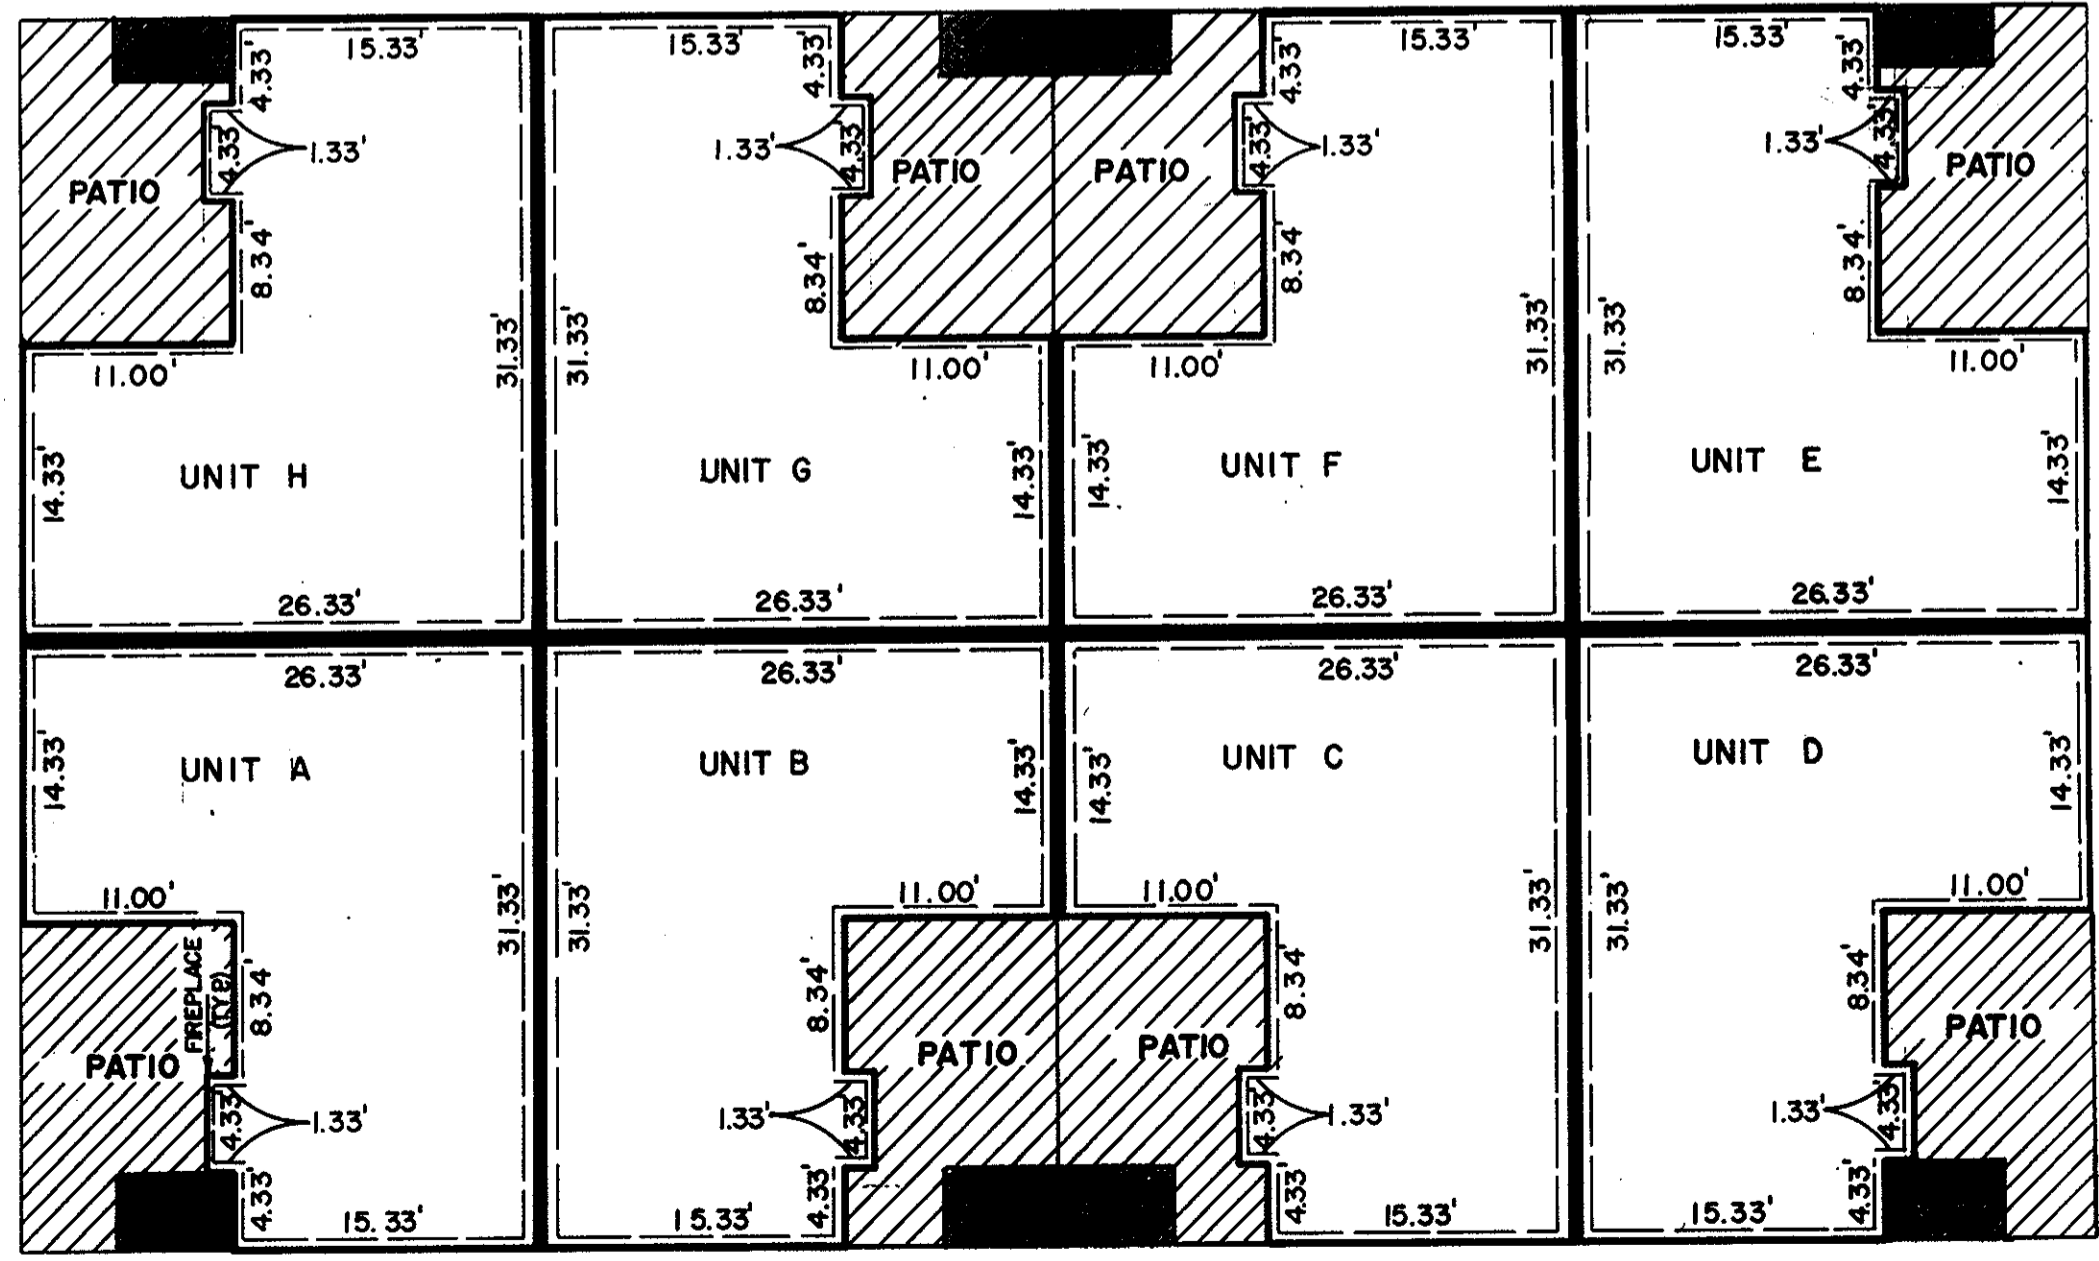 15.33' 15.33' 15.33' 15.33'
4.33' 4.33' 4.33' 4.33'
4.33' 1.33' 1.33' 4.33' 4.33' 1.33' 1.33' 4.33'
PATIO PATIO PATIO PATIO
8.34' 8.34' 8.34' 8.34'
31.33' 31.33' 31.33' 31.33'
11.00' 11.00' 11.00' 11.00'
UNIT H UNIT G UNIT F UNIT E
14.33' 14.33' 14.33' 14.33'
26.33' 26.33' 26.33' 26.33'
26.33' 26.33' 26.33' 26.33'
UNIT A UNIT B UNIT C UNIT D
14.33' 14.33' 14.33' 14.33'
11.00' 11.00' 11.00' 11.00'
31.33' 31.33' 31.33' 31.33'
FIREPLACE
(TYP.)
8.34' 8.34' 8.34' 8.34'
PATIO PATIO PATIO PATIO
4.33' 1.33' 1.33' 4.33' 4.33' 1.33' 1.33' 4.33'
4.33' 4.33' 4.33' 4.33'
15.33' 15.33' 15.33' 15.33'